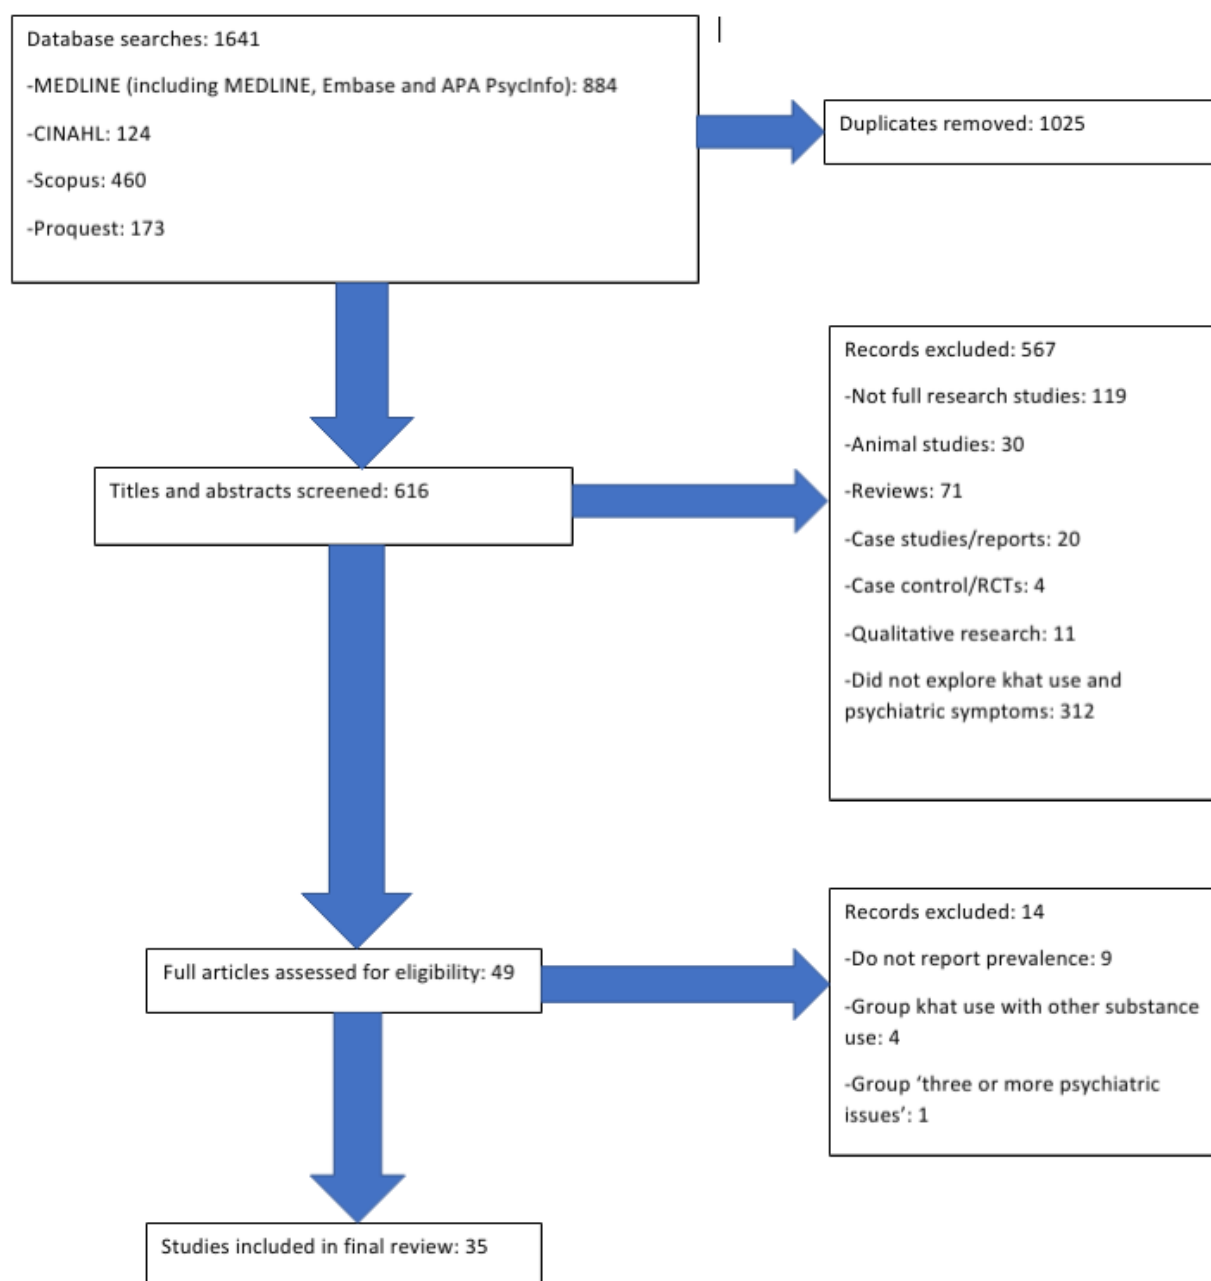 Database searches: 1641
-MEDLINE (including MEDLINE, Embase and APA PsycInfo): 884
-CINAHL: 124
-Scopus: 460
-Proquest: 173
Duplicates removed: 1025
Records excluded: 567
-Not full research studies: 119
-Animal studies: 30
-Reviews: 71
-Case studies/reports: 20
-Case control/RCTs: 4
-Qualitative research: 11
-Did not explore khat use and
psychiatric symptoms: 312
Titles and abstracts screened: 616
Full articles assessed for eligibility: 49
Records excluded: 14
-Do not report prevalence: 9
-Group khat use with other substance
use: 4
-Group ‘three or more psychiatric
issues’: 1
Studies included in final review: 35